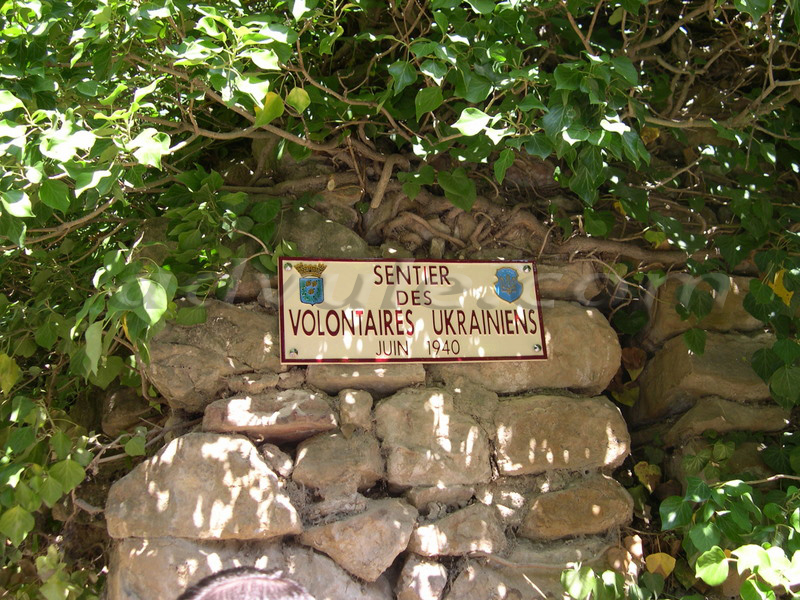 SENTIER
DES
VOLONTAIRES UKRAINIENS
JUIN 1940